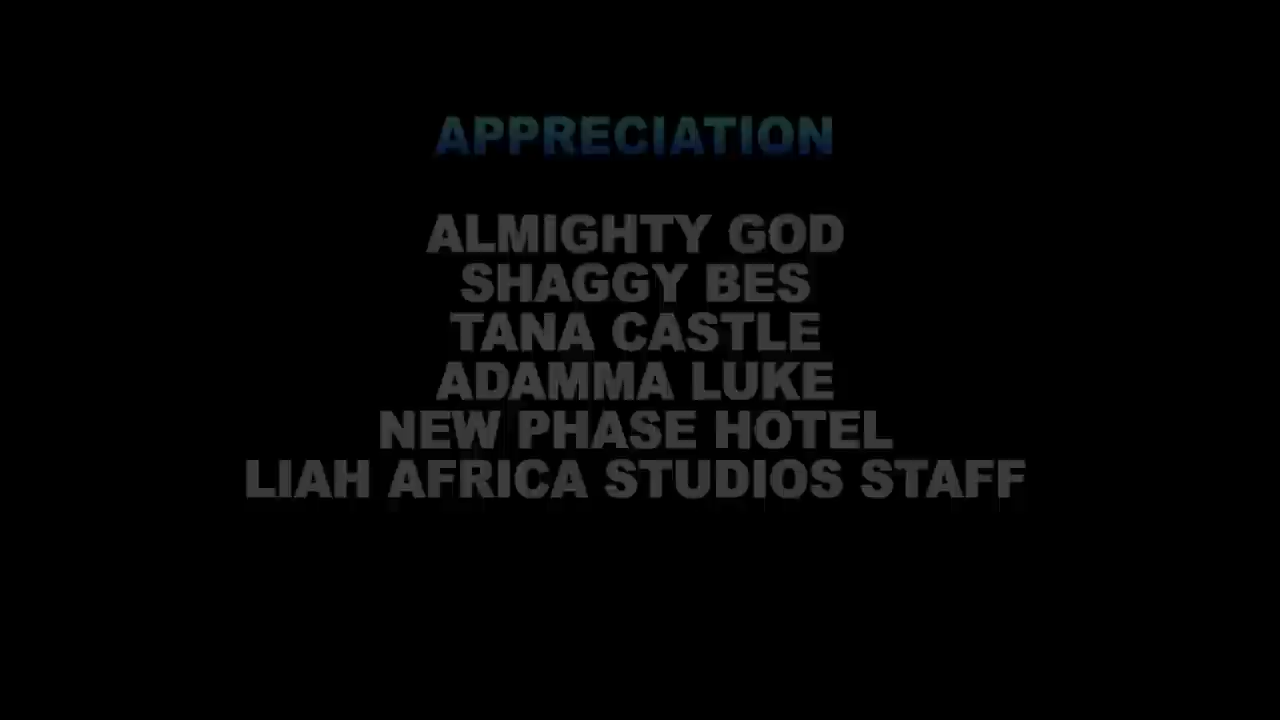 APPRECIATION
ALMIGHTY GOD
SHAGGY BES
TANA CASTLE
ADAMMA LUKE
NEW PHASE HOTEL
LIAH AFRICA STUDIOS STAFF